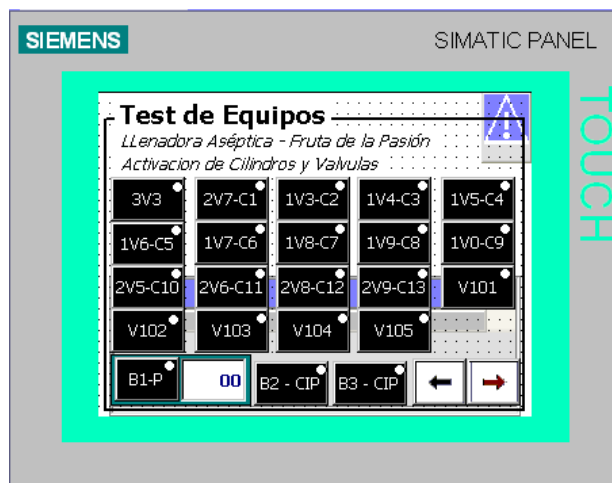 SIEMENS
SIMATIC PANEL
TOUCH
Test de Equipos
LLenadora Aséptica - Fruta de la Pasión
Activacion de Cilindros y Valvulas
3V3 2V7-C1 1V3-C2 1V4-C3 1V5-C4
1V6-C5 1V7-C6 1V8-C7 1V9-C8 1V0-C9
2V5-C10 2V6-C11 2V8-C12 2V9-C13 V101
V102 V103 V104 V105
B1-P 00 B2 - CIP B3 - CIP